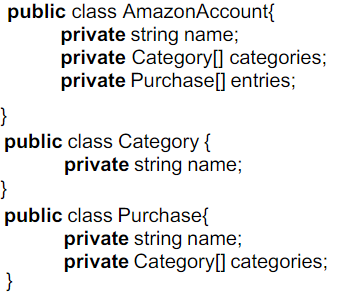 public class AmazonAccount{
private string name;
private Category[] categories;
private Purchase[] entries;
}
public class Category {
private string name;
}
public class Purchase{
private string name;
private Category[] categories;
}